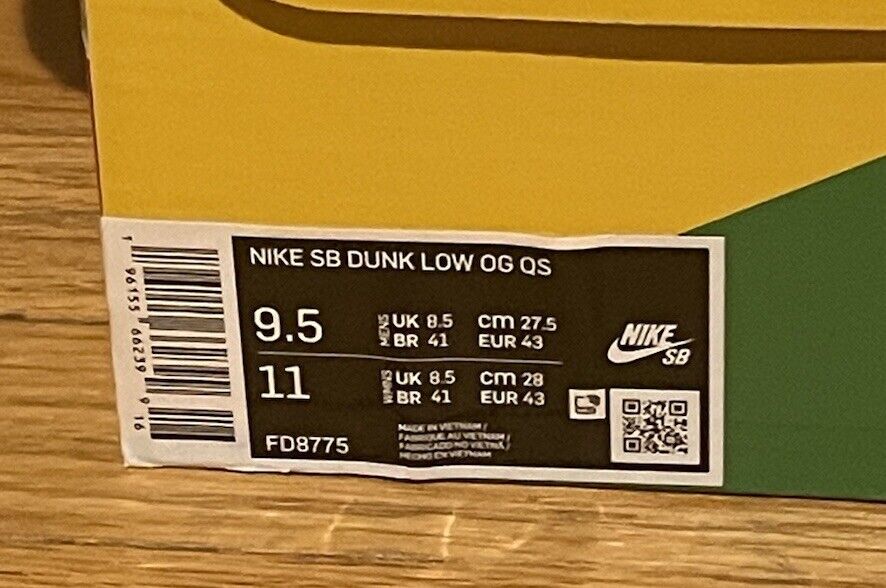 NIKE SB DUNK LOW OG QS
9.5 MENS UK 8.5 CM 27.5
BR 41 EUR 43
11 WMNS UK 8.5 CM 28
BR 41 EUR 43
FD8775
MADE IN VIETNAM /
FABRIQUE AU VIETNAM /
FABRICADO NO VIETNÃ /
HECHO EN VIETNAM
NIKE
SB
1 96155 66239 9 16